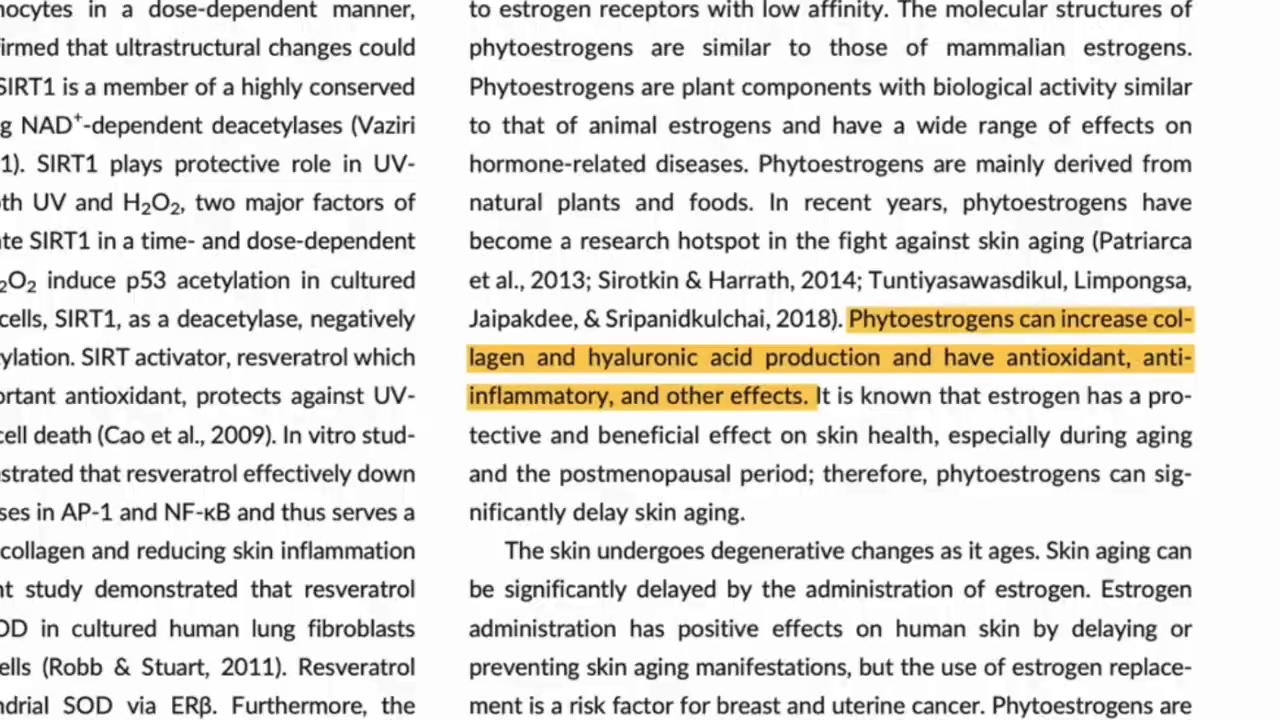 nocytes in a dose-dependent manner,
irmed that ultrastructural changes could
SIRT1 is a member of a highly conserved
g NAD⁺-dependent deacetylases (Vaziri
1). SIRT1 plays protective role in UV-
th UV and H₂O₂, two major factors of
te SIRT1 in a time- and dose-dependent
₂O₂ induce p53 acetylation in cultured
cells, SIRT1, as a deacetylase, negatively
ylation. SIRT activator, resveratrol which
ortant antioxidant, protects against UV-
cell death (Cao et al., 2009). In vitro stud-
strated that resveratrol effectively down
ses in AP-1 and NF-κB and thus serves a
collagen and reducing skin inflammation
nt study demonstrated that resveratrol
OD in cultured human lung fibroblasts
ells (Robb & Stuart, 2011). Resveratrol
ndrial SOD via ERβ. Furthermore, the
to estrogen receptors with low affinity. The molecular structures of
phytoestrogens are similar to those of mammalian estrogens.
Phytoestrogens are plant components with biological activity similar
to that of animal estrogens and have a wide range of effects on
hormone-related diseases. Phytoestrogens are mainly derived from
natural plants and foods. In recent years, phytoestrogens have
become a research hotspot in the fight against skin aging (Patriarca
et al., 2013; Sirotkin & Harrath, 2014; Tuntiyasawasdikul, Limpongsa,
Jaipakdee, & Sripanidkulchai, 2018). Phytoestrogens can increase col-
lagen and hyaluronic acid production and have antioxidant, anti-
inflammatory, and other effects. It is known that estrogen has a pro-
tective and beneficial effect on skin health, especially during aging
and the postmenopausal period; therefore, phytoestrogens can sig-
nificantly delay skin aging.
The skin undergoes degenerative changes as it ages. Skin aging can
be significantly delayed by the administration of estrogen. Estrogen
administration has positive effects on human skin by delaying or
preventing skin aging manifestations, but the use of estrogen replace-
ment is a risk factor for breast and uterine cancer. Phytoestrogens are